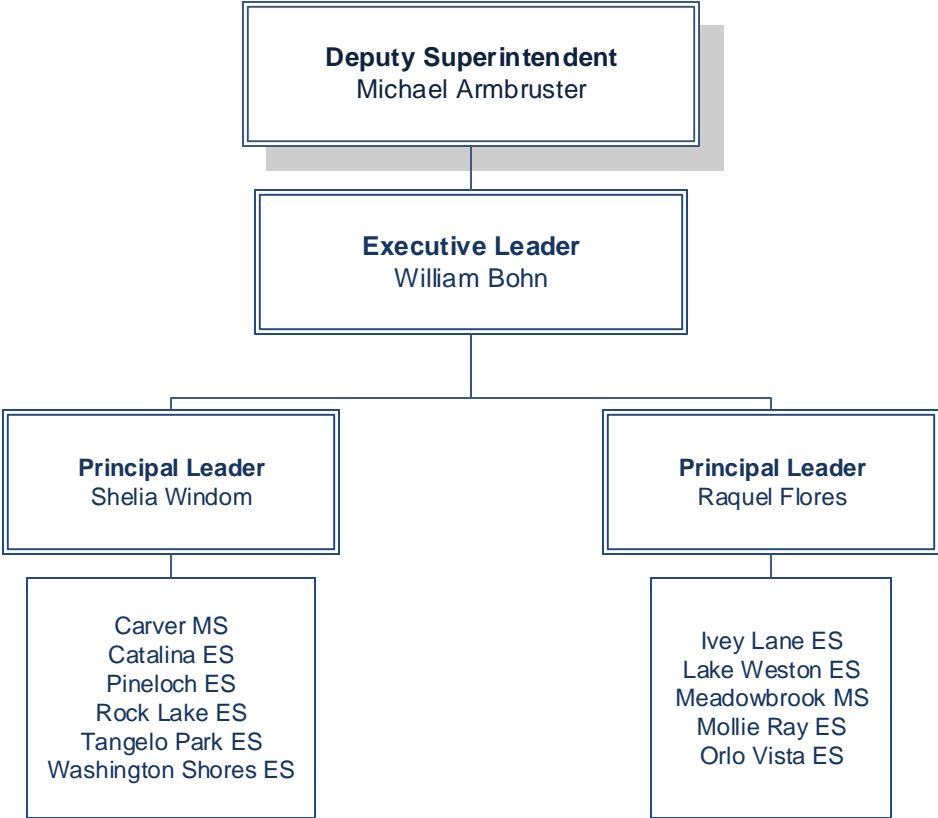 Deputy Superintendent
Michael Armbruster
Executive Leader
William Bohn
Principal Leader
Shelia Windom
Principal Leader
Raquel Flores
Carver MS
Catalina ES
Pineloch ES
Rock Lake ES
Tangelo Park ES
Washington Shores ES
Ivey Lane ES
Lake Weston ES
Meadowbrook MS
Mollie Ray ES
Orlo Vista ES